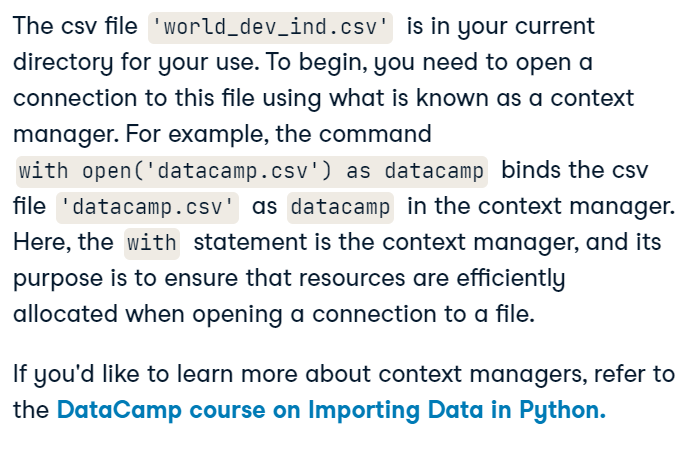 The csv file 'world_dev_ind.csv' is in your current
directory for your use. To begin, you need to open a
connection to this file using what is known as a context
manager. For example, the command
with open('datacamp.csv') as datacamp binds the csv
file 'datacamp.csv' as datacamp in the context manager.
Here, the with statement is the context manager, and its
purpose is to ensure that resources are efficiently
allocated when opening a connection to a file.
If you'd like to learn more about context managers, refer to
the DataCamp course on Importing Data in Python.